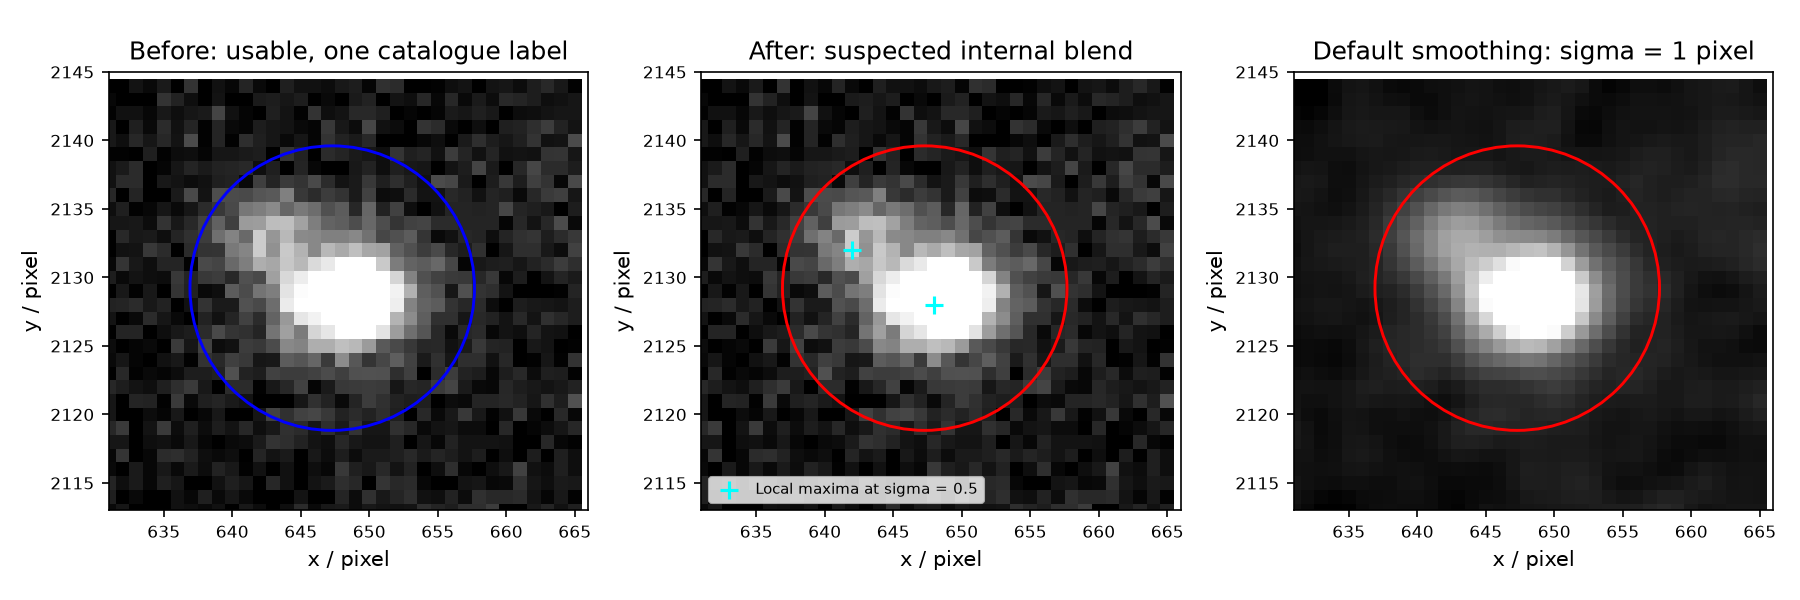 Before: usable, one catalogue label
2145
2140
2135
2130
2125
2120
2115
y / pixel
635 640 645 650 655 660 665
x / pixel
After: suspected internal blend
2145
2140
2135
2130
2125
2120
2115
y / pixel
Local maxima at sigma = 0.5
635 640 645 650 655 660 665
x / pixel
Default smoothing: sigma = 1 pixel
2145
2140
2135
2130
2125
2120
2115
y / pixel
635 640 645 650 655 660 665
x / pixel